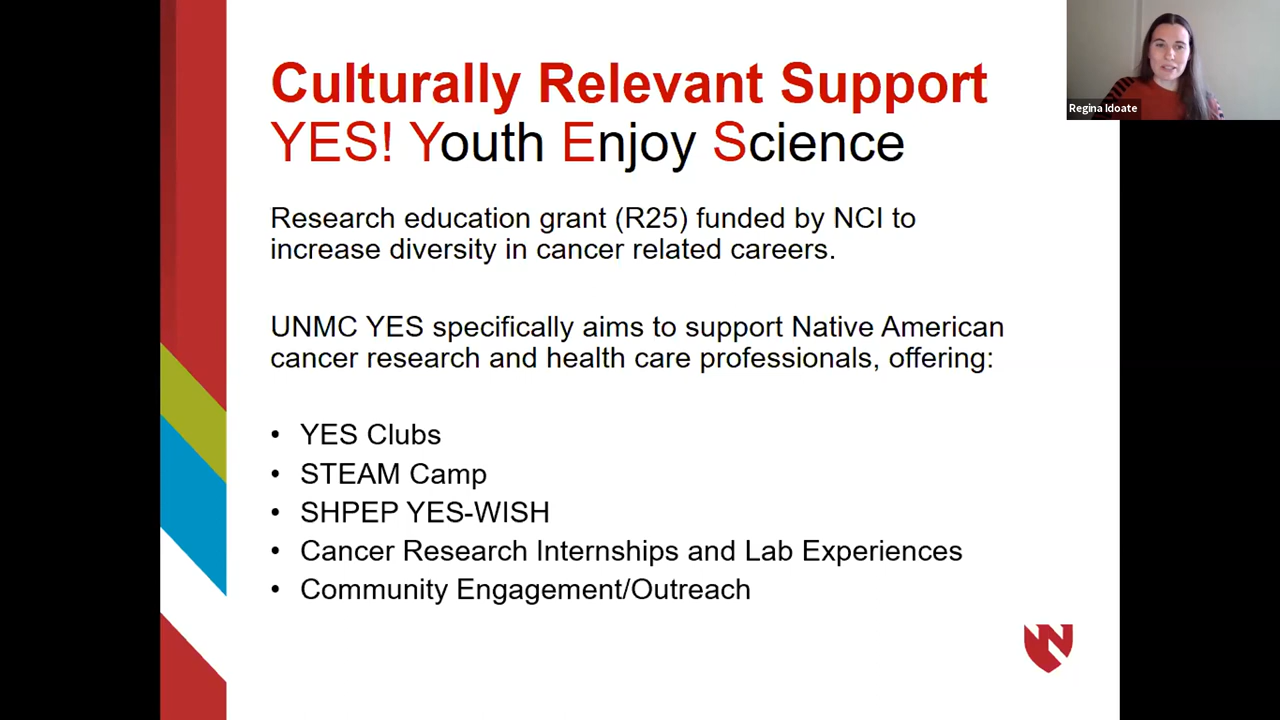 Culturally Relevant Support
YES! Youth Enjoy Science
Regina Idoate
Research education grant (R25) funded by NCI to
increase diversity in cancer related careers.
UNMC YES specifically aims to support Native American
cancer research and health care professionals, offering:
• YES Clubs
• STEAM Camp
• SHPEP YES-WISH
• Cancer Research Internships and Lab Experiences
• Community Engagement/Outreach